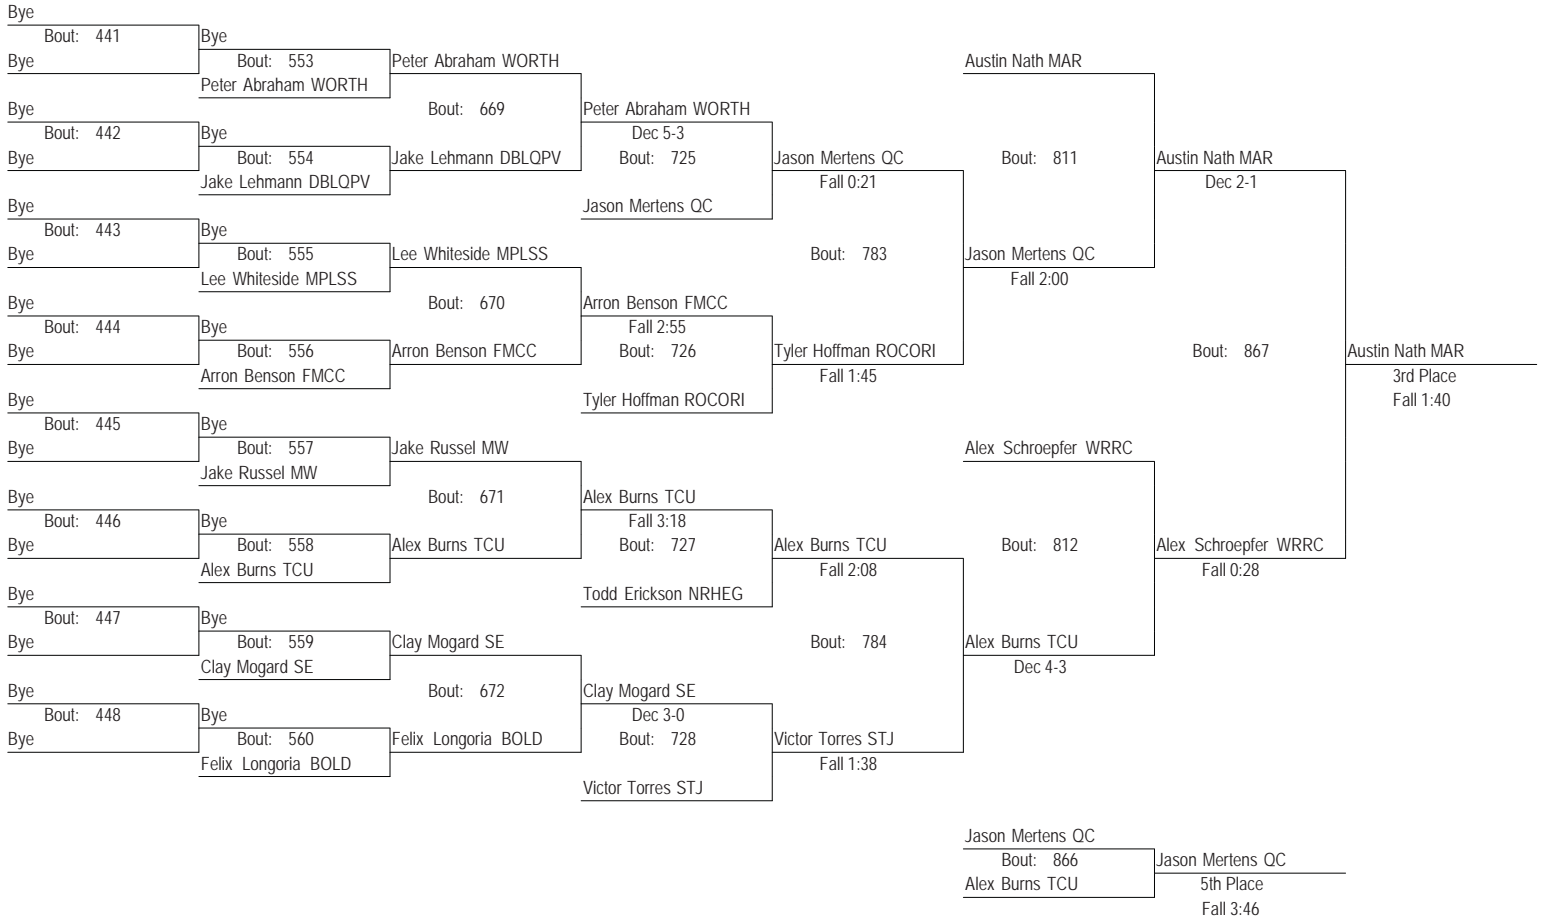 Bye
Bout: 441 Bye
Bye Bout: 553 Peter Abraham WORTH Austin Nath MAR
Peter Abraham WORTH
Bye Bout: 669 Peter Abraham WORTH
Bout: 442 Bye Dec 5-3
Bye Bout: 554 Jake Lehmann DBLQPV Bout: 725 Jason Mertens QC Bout: 811 Austin Nath MAR
Jake Lehmann DBLQPV Fall 0:21 Dec 2-1
Bye Jason Mertens QC
Bout: 443 Bye
Bye Bout: 555 Lee Whiteside MPLSS Bout: 783 Jason Mertens QC
Lee Whiteside MPLSS Fall 2:00
Bye Bout: 670 Arron Benson FMCC
Bout: 444 Bye Fall 2:55
Bye Bout: 556 Arron Benson FMCC Bout: 726 Tyler Hoffman ROCORI Bout: 867 Austin Nath MAR
Arron Benson FMCC Fall 1:45 3rd Place
Bye Tyler Hoffman ROCORI Fall 1:40
Bout: 445 Bye
Bye Bout: 557 Jake Russel MW Alex Schroepfer WRRC
Jake Russel MW
Bye Bout: 671 Alex Burns TCU
Bout: 446 Bye Fall 3:18
Bye Bout: 558 Alex Burns TCU Bout: 727 Alex Burns TCU Bout: 812 Alex Schroepfer WRRC
Alex Burns TCU Fall 2:08 Fall 0:28
Bye Todd Erickson NRHEG
Bout: 447 Bye
Bye Bout: 559 Clay Mogard SE Bout: 784 Alex Burns TCU
Clay Mogard SE Dec 4-3
Bye Bout: 672 Clay Mogard SE
Bout: 448 Bye Dec 3-0
Bye Bout: 560 Felix Longoria BOLD Bout: 728 Victor Torres STJ
Felix Longoria BOLD Fall 1:38
Victor Torres STJ
Jason Mertens QC
Bout: 866 Jason Mertens QC
Alex Burns TCU 5th Place
Fall 3:46